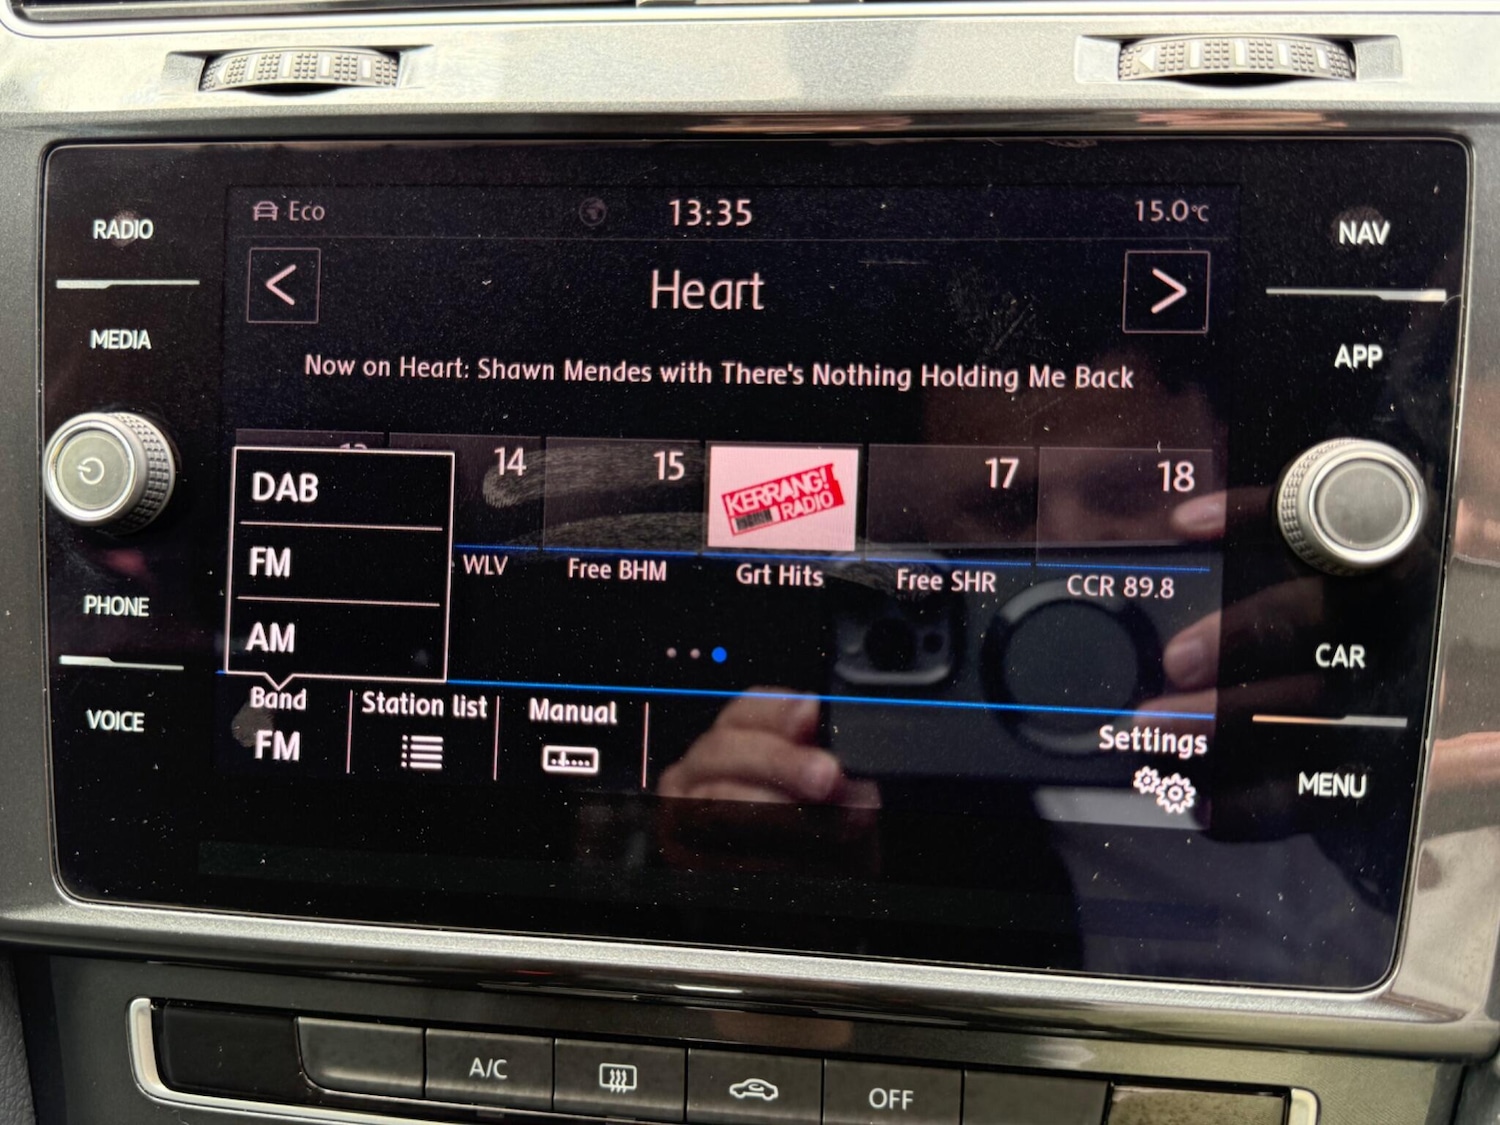 RADIO
MEDIA
PHONE
VOICE
Eco
13:35
15.0°C
<
Heart
>
Now on Heart: Shawn Mendes with There's Nothing Holding Me Back
14
15
KERRANG!
RADIO
17
18
WLV
Free BHM
Grt Hits
Free SHR
CCR 89.8
DAB
FM
AM
Band
FM
Station list
Manual
Settings
NAV
APP
CAR
MENU
A/C
OFF